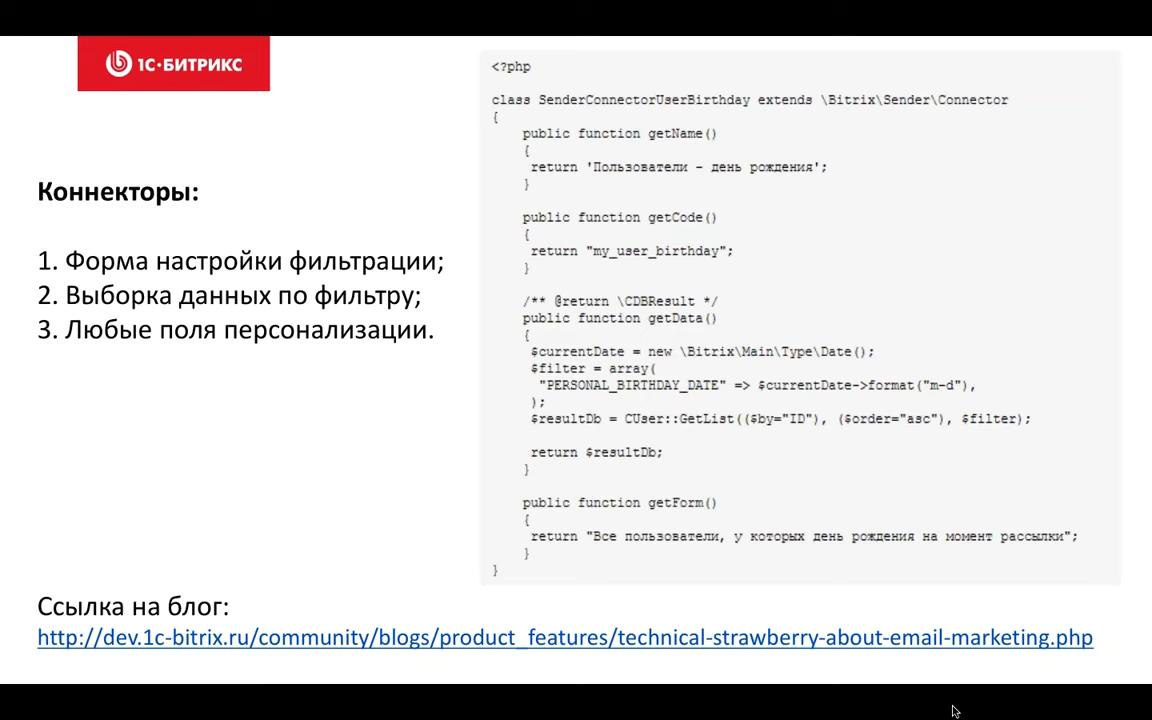 1С·БИТРИКС
Коннекторы:
1. Форма настройки фильтрации;
2. Выборка данных по фильтру;
3. Любые поля персонализации.
<?php
class SenderConnectorUserBirthday extends \Bitrix\Sender\Connector
{
    public function getName()
    {
     return 'Пользователи - день рождения';
    }
    public function getCode()
    {
     return "my_user_birthday";
    }
    /** @return \CDBResult */
    public function getData()
    {
     $currentDate = new \Bitrix\Main\Type\Date();
     $filter = array(
      "PERSONAL_BIRTHDAY_DATE" => $currentDate->format("m-d"),
     );
     $resultDb = CUser::GetList(($by="ID"), ($order="asc"), $filter);
     return $resultDb;
    }
    public function getForm()
    {
     return "Все пользователи, у которых день рождения на момент рассылки";
    }
}
Ссылка на блог:
http://dev.1c-bitrix.ru/community/blogs/product_features/technical-strawberry-about-email-marketing.php